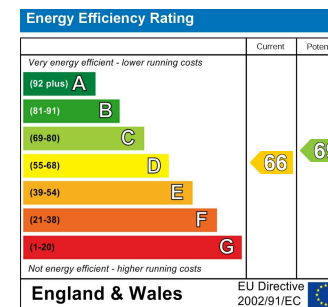 Energy Efficiency Rating
Current
Very energy efficient - lower running costs
(92 plus) A
(81-91) B
(69-80) C
(55-68) D
66
(39-54) E
(21-38) F
(1-20) G
Not energy efficient - higher running costs
England & Wales
EU Directive
2002/91/EC